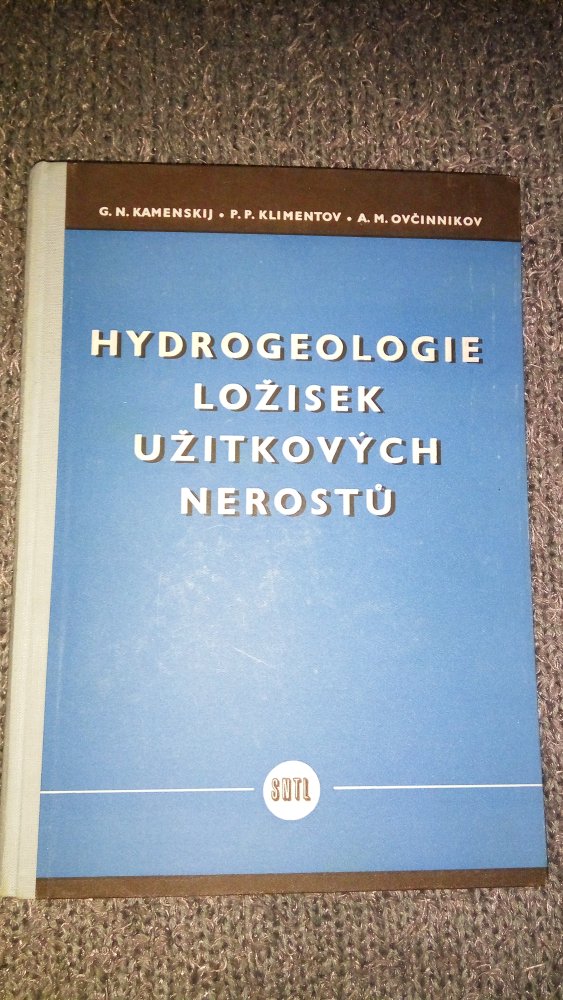 G. N. KAMENSKIJ • P. P. KLIMENTOV • A. M. OVČINNIKOV
HYDROGEOLOGIE
LOŽISEK
UŽITKOVÝCH
NEROSTŮ
SNTL